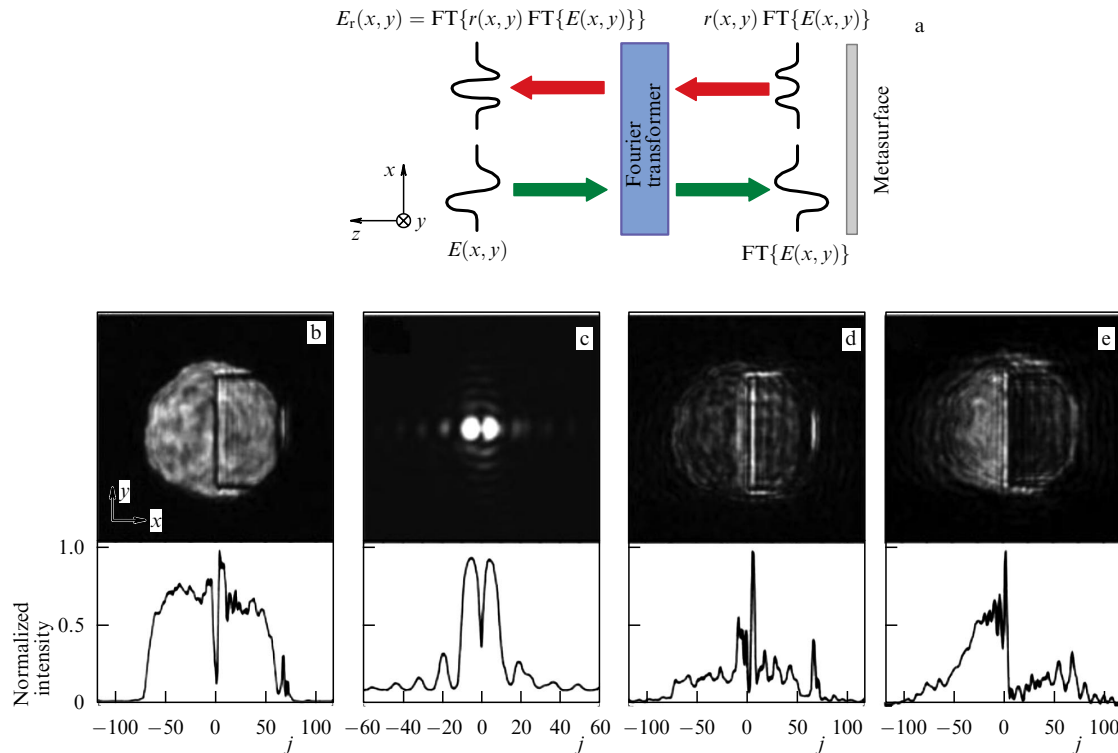 E_r(x, y) = FT{r(x, y) FT{E(x, y)}}
r(x, y) FT{E(x, y)}
a
Fourier
transformer
Metasurface
x
z
y
E(x, y)
FT{E(x, y)}
b
c
d
e
y
x
Normalized
intensity
1.0
0.5
0
−100 −50 0 50 100
j
−60 −40 −20 0 20 40 60
j
−100 −50 0 50 100
j
−100 −50 0 50 100
j